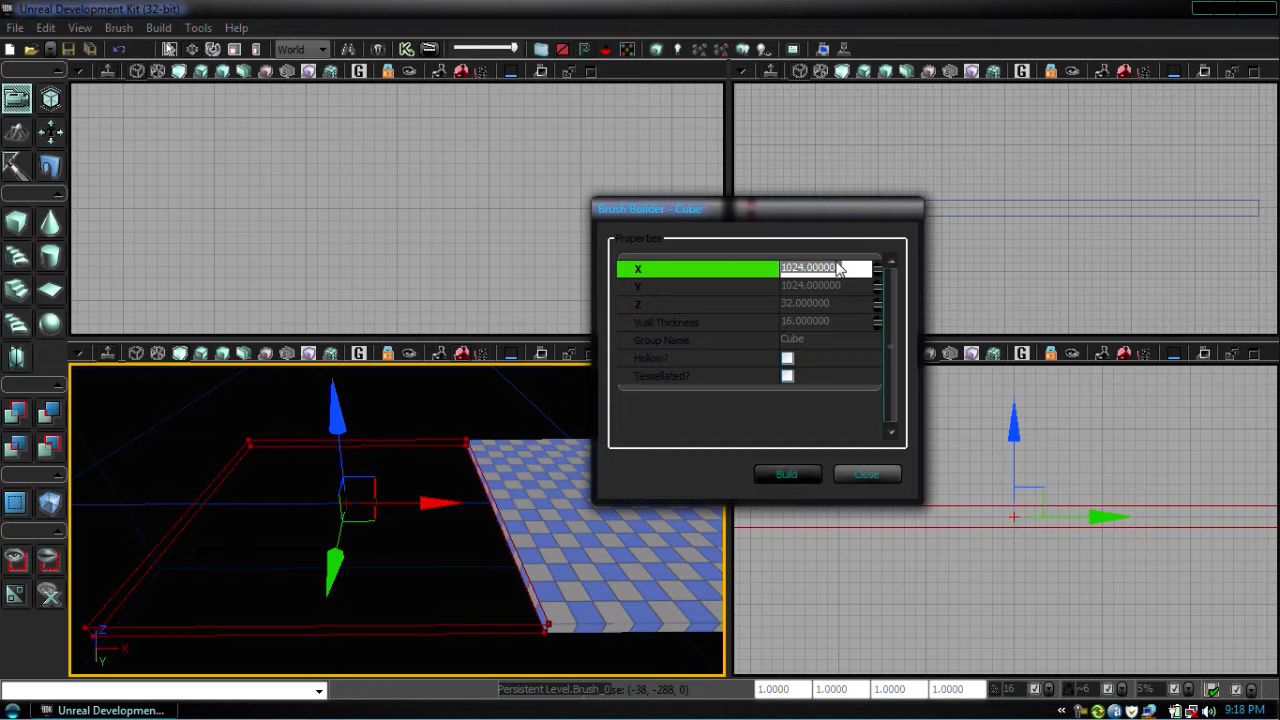 Unreal Development Kit (32-bit)
File Edit View Brush Build Tools Help
World
G
G
Brush Builder - Cube
Properties
X 1024.00000
Y 1024.000000
Z 32.000000
Wall Thickness 16.000000
Group Name Cube
Hollow?
Tessellated?
G
G
Build Close
Z
X
Y
Persistent Level.Brush_0 se: (-38, -288, 0) 1.0000 1.0000 1.0000 1.0000 16 ~6 5%
Unreal Developmen... « 9:18 PM